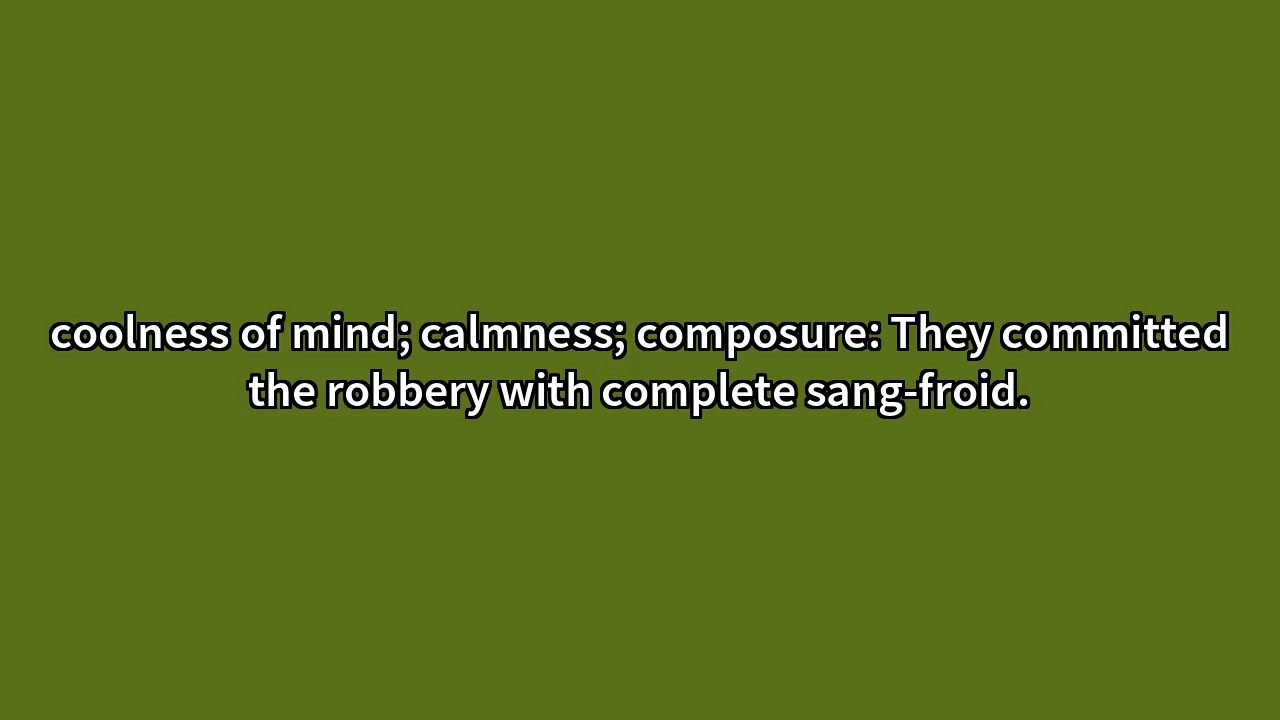 coolness of mind; calmness; composure: They committed
the robbery with complete sang-froid.